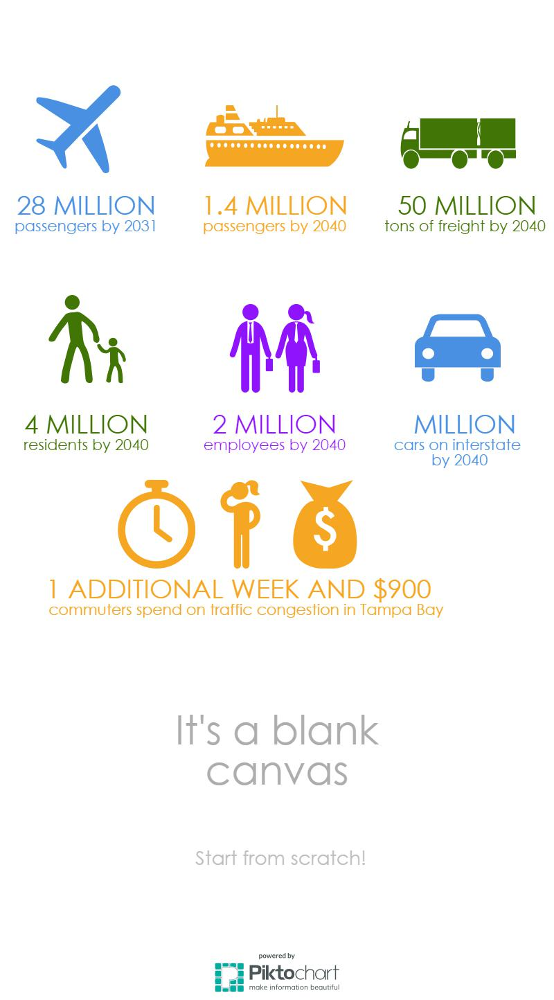 28 MILLION
passengers by 2031
1.4 MILLION
passengers by 2040
50 MILLION
tons of freight by 2040
4 MILLION
residents by 2040
2 MILLION
employees by 2040
MILLION
cars on interstate
by 2040
$
1 ADDITIONAL WEEK AND $900
commuters spend on traffic congestion in Tampa Bay
It's a blank
canvas
Start from scratch!
powered by
Piktochart
make information beautiful